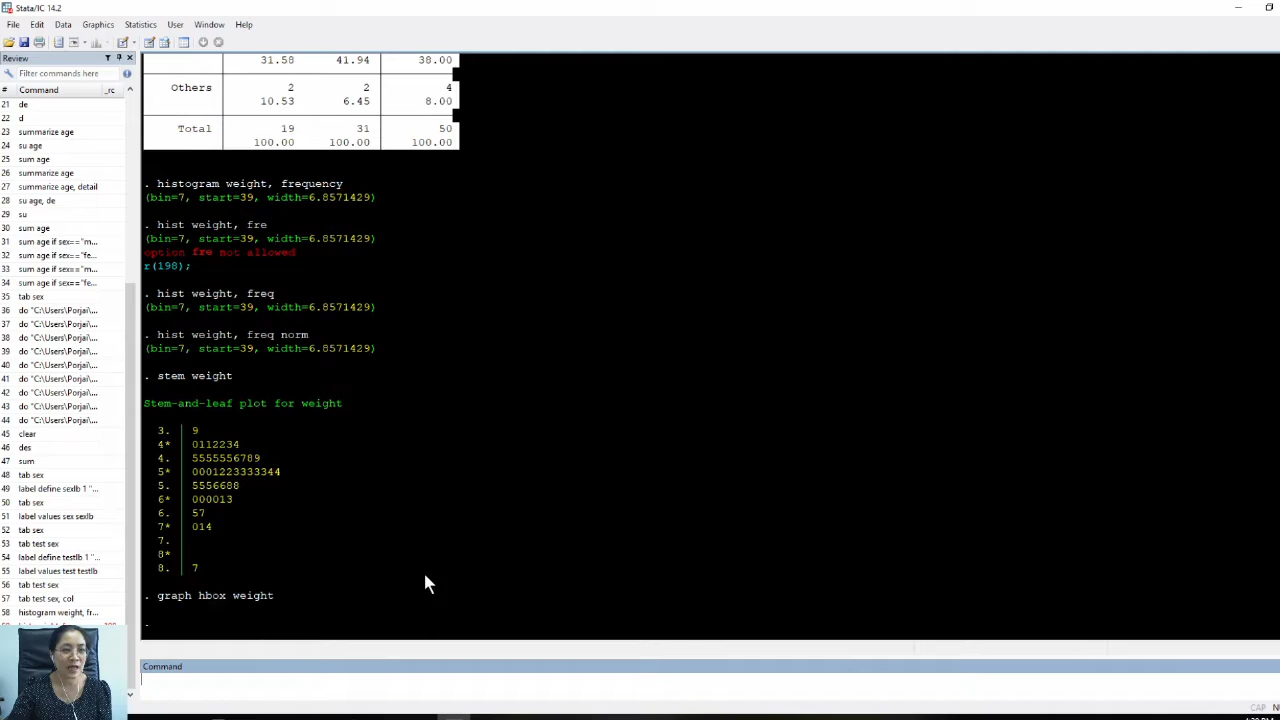 Stata/IC 14.2
File Edit Data Graphics Statistics User Window Help
Review
Filter commands here
# Command _rc
21 de
22 d
23 summarize age
24 su age
25 sum age
26 summarize age
27 summarize age, detail
28 su age, de
29 su
30 sum age
31 sum age if sex=="m...
32 sum age if sex=="fe...
33 sum age if sex=="m...
34 sum age if sex=="fe...
35 tab sex
36 do "C:\Users\Porjai\...
37 do "C:\Users\Porjai\...
38 do "C:\Users\Porjai\...
39 do "C:\Users\Porjai\...
40 do "C:\Users\Porjai\...
41 do "C:\Users\Porjai\...
42 do "C:\Users\Porjai\...
43 do "C:\Users\Porjai\...
44 do "C:\Users\Porjai\...
45 clear
46 des
47 sum
48 tab sex
49 label define sexlb 1 "...
50 tab sex
51 label values sex sexlb
52 tab sex
53 tab test sex
54 label define testlb 1 "...
55 label values test testlb
56 tab test sex
57 tab test sex, col
58 histogram weight, fr...
31.58 41.94 38.00
Others 2 2 4
10.53 6.45 8.00
Total 19 31 50
100.00 100.00 100.00
. histogram weight, frequency
(bin=7, start=39, width=6.8571429)
. hist weight, fre
(bin=7, start=39, width=6.8571429)
option fre not allowed
r(198);
. hist weight, freq
(bin=7, start=39, width=6.8571429)
. hist weight, freq norm
(bin=7, start=39, width=6.8571429)
. stem weight
Stem-and-leaf plot for weight
3. 9
4* 0112234
4. 5555556789
5* 0001223333344
5. 5556688
6* 000013
6. 57
7* 014
7.
8*
8. 7
. graph hbox weight
.
Command
CAP